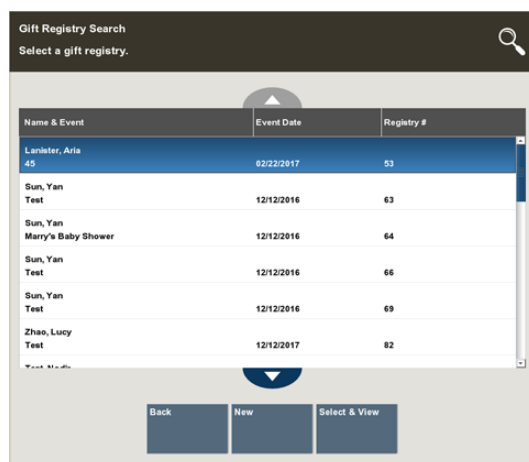 Gift Registry Search
Select a gift registry.
Name & Event Event Date Registry #
Lanister, Aria
45 02/22/2017 53
Sun, Yan
Test 12/12/2016 63
Sun, Yan
Marry's Baby Shower 12/12/2016 64
Sun, Yan
Test 12/12/2016 66
Sun, Yan
Test 12/12/2016 69
Zhao, Lucy
Test 12/12/2017 82
Back New Select & View